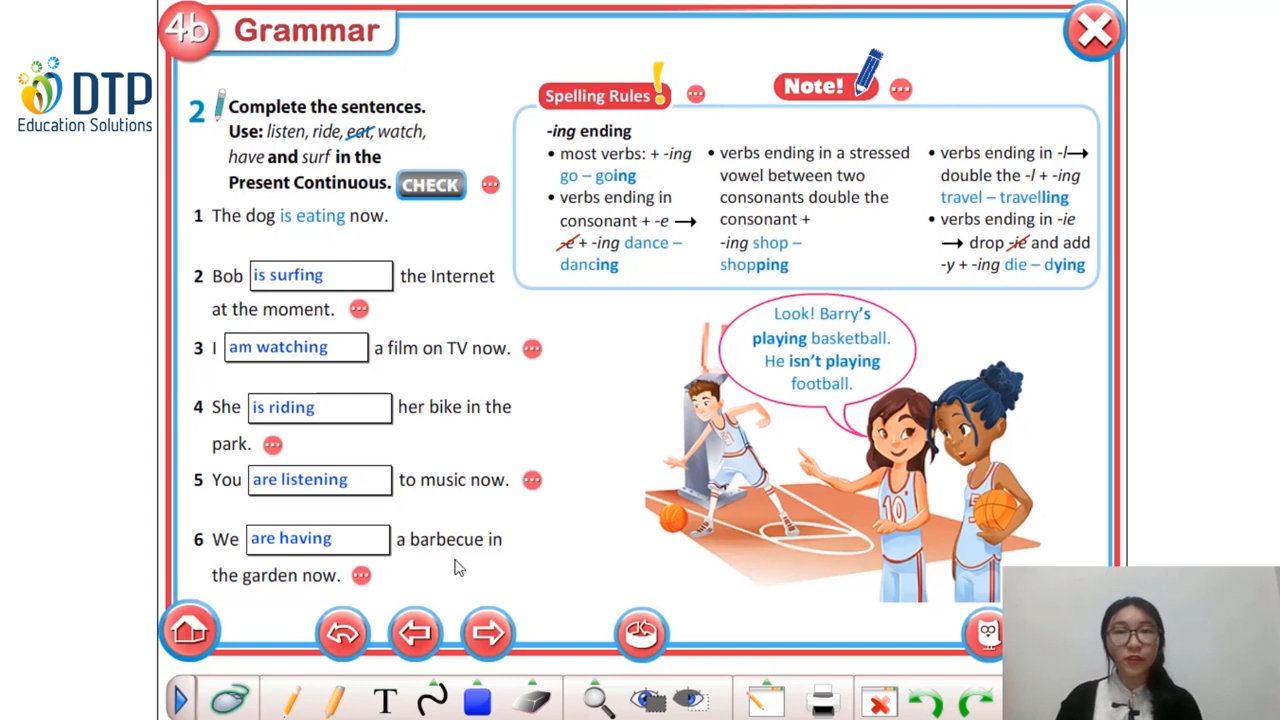 4b Grammar
DTP
Education Solutions
2 Complete the sentences.
Use: listen, ride, eat, watch,
have and surf in the
Present Continuous. CHECK
1 The dog is eating now.
2 Bob is surfing the Internet
at the moment.
3 I am watching a film on TV now.
4 She is riding her bike in the
park.
5 You are listening to music now.
6 We are having a barbecue in
the garden now.
Spelling Rules !
Note!
-ing ending
• most verbs: + -ing
go – going
• verbs ending in
consonant + -e →
-e + -ing dance –
dancing
• verbs ending in a stressed
vowel between two
consonants double the
consonant +
-ing shop –
shopping
• verbs ending in -l→
double the -l + -ing
travel – travelling
• verbs ending in -ie
→ drop -ie and add
-y + -ing die – dying
Look! Barry's
playing basketball.
He isn't playing
football.
10
T